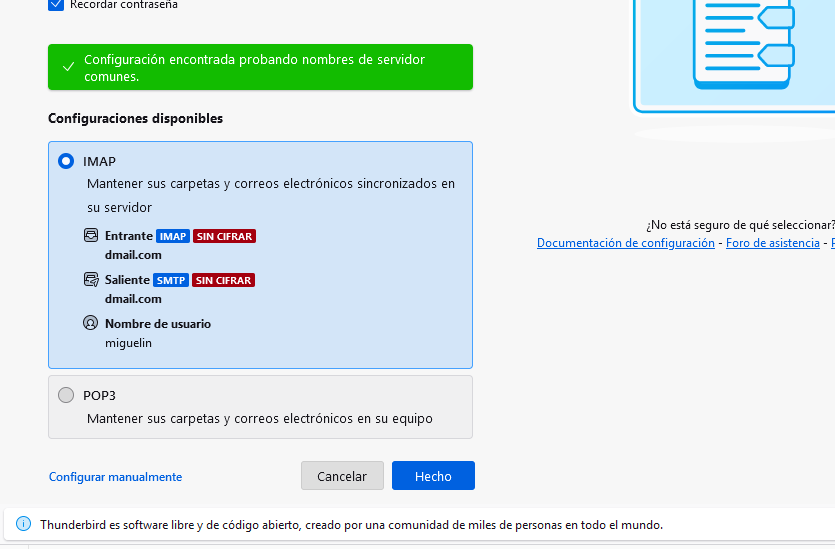 Recordar contraseña
Configuración encontrada probando nombres de servidor
comunes.
Configuraciones disponibles
IMAP
Mantener sus carpetas y correos electrónicos sincronizados en
su servidor
Entrante IMAP SIN CIFRAR
dmail.com
Saliente SMTP SIN CIFRAR
dmail.com
Nombre de usuario
miguelin
POP3
Mantener sus carpetas y correos electrónicos en su equipo
Configurar manualmente Cancelar Hecho
¿No está seguro de qué seleccionar?
Documentación de configuración - Foro de asistencia -
Thunderbird es software libre y de código abierto, creado por una comunidad de miles de personas en todo el mundo.